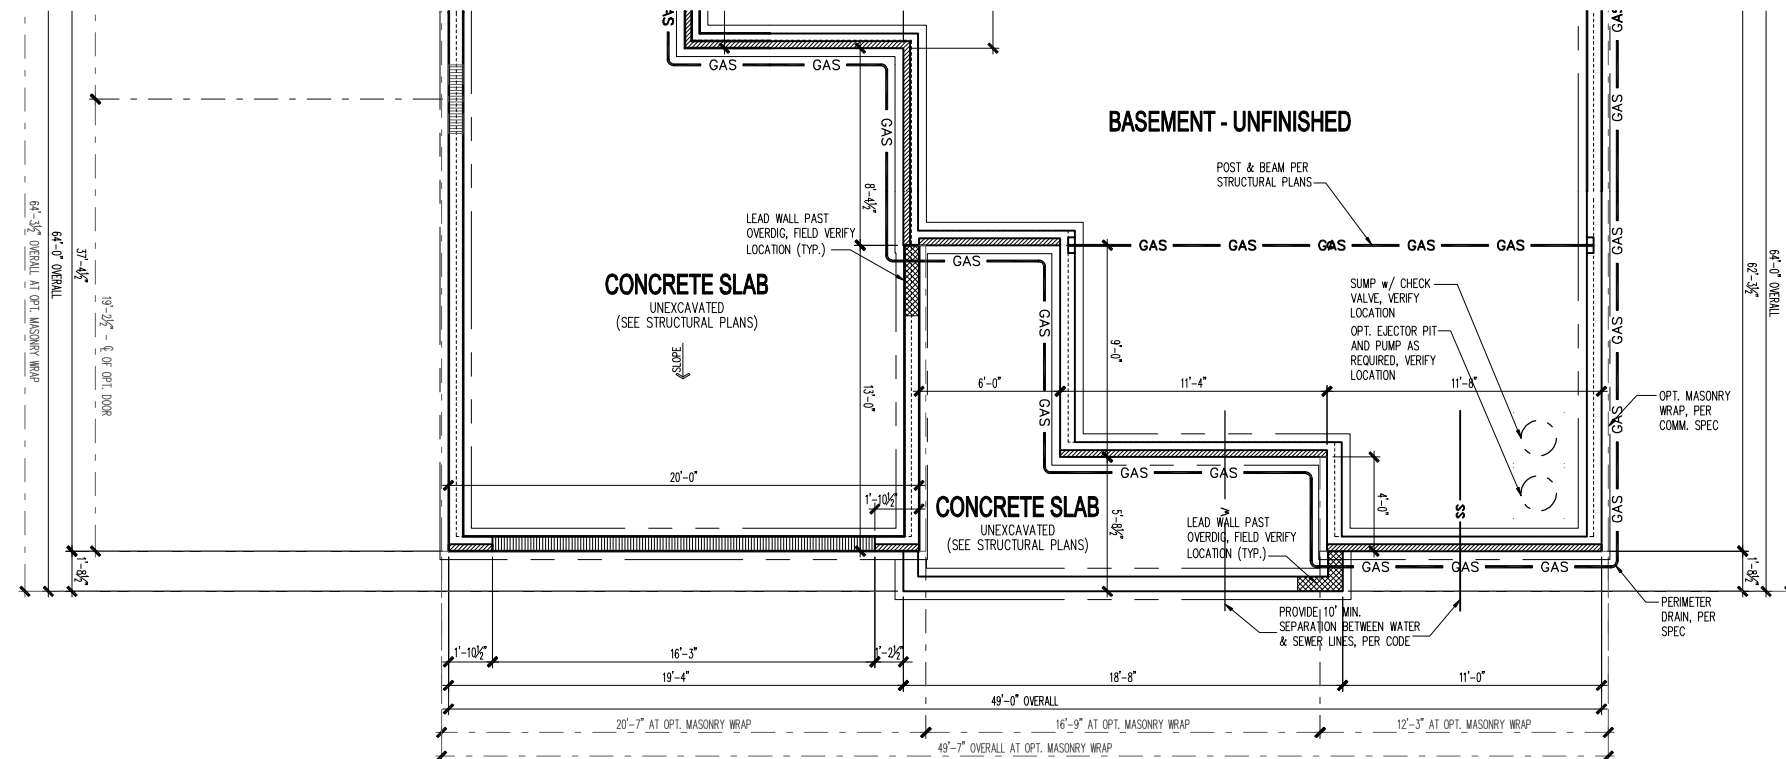 GAS
GAS
GAS
GAS
GAS
BASEMENT - UNFINISHED
POST & BEAM PER
STRUCTURAL PLANS
8'-4½"
LEAD WALL PAST
OVERDIG, FIELD VERIFY
LOCATION (TYP.)
GAS
GAS
GAS
GAS
GAS
GAS
GAS
GAS
64'-3½" OVERALL AT OPT. MASONRY WRAP
64'-0" OVERALL
37'-4½"
19'-2½" - ℄ OF OPT. DOOR
CONCRETE SLAB
UNEXCAVATED
(SEE STRUCTURAL PLANS)
SLOPE
SUMP w/ CHECK
VALVE, VERIFY
LOCATION
OPT. EJECTOR PIT
AND PUMP AS
REQUIRED, VERIFY
LOCATION
62'-3½"
64'-0" OVERALL
GAS
GAS
9'-0"
13'-0"
6'-0"
11'-4"
11'-8"
GAS
GAS
OPT. MASONRY
WRAP, PER
COMM. SPEC
20'-0"
1'-10½"
GAS
GAS
4'-0"
CONCRETE SLAB
UNEXCAVATED
(SEE STRUCTURAL PLANS)
5'-8½"
W
SS
GAS
LEAD WALL PAST
OVERDIG, FIELD VERIFY
LOCATION (TYP.)
GAS
GAS
GAS
1'-8½"
1'-8½"
PROVIDE 10' MIN.
SEPARATION BETWEEN WATER
& SEWER LINES, PER CODE
PERIMETER
DRAIN, PER
SPEC
1'-10½"
16'-3"
1'-2½"
19'-4"
18'-8"
11'-0"
49'-0" OVERALL
20'-7" AT OPT. MASONRY WRAP
16'-9" AT OPT. MASONRY WRAP
12'-3" AT OPT. MASONRY WRAP
49'-7" OVERALL AT OPT. MASONRY WRAP